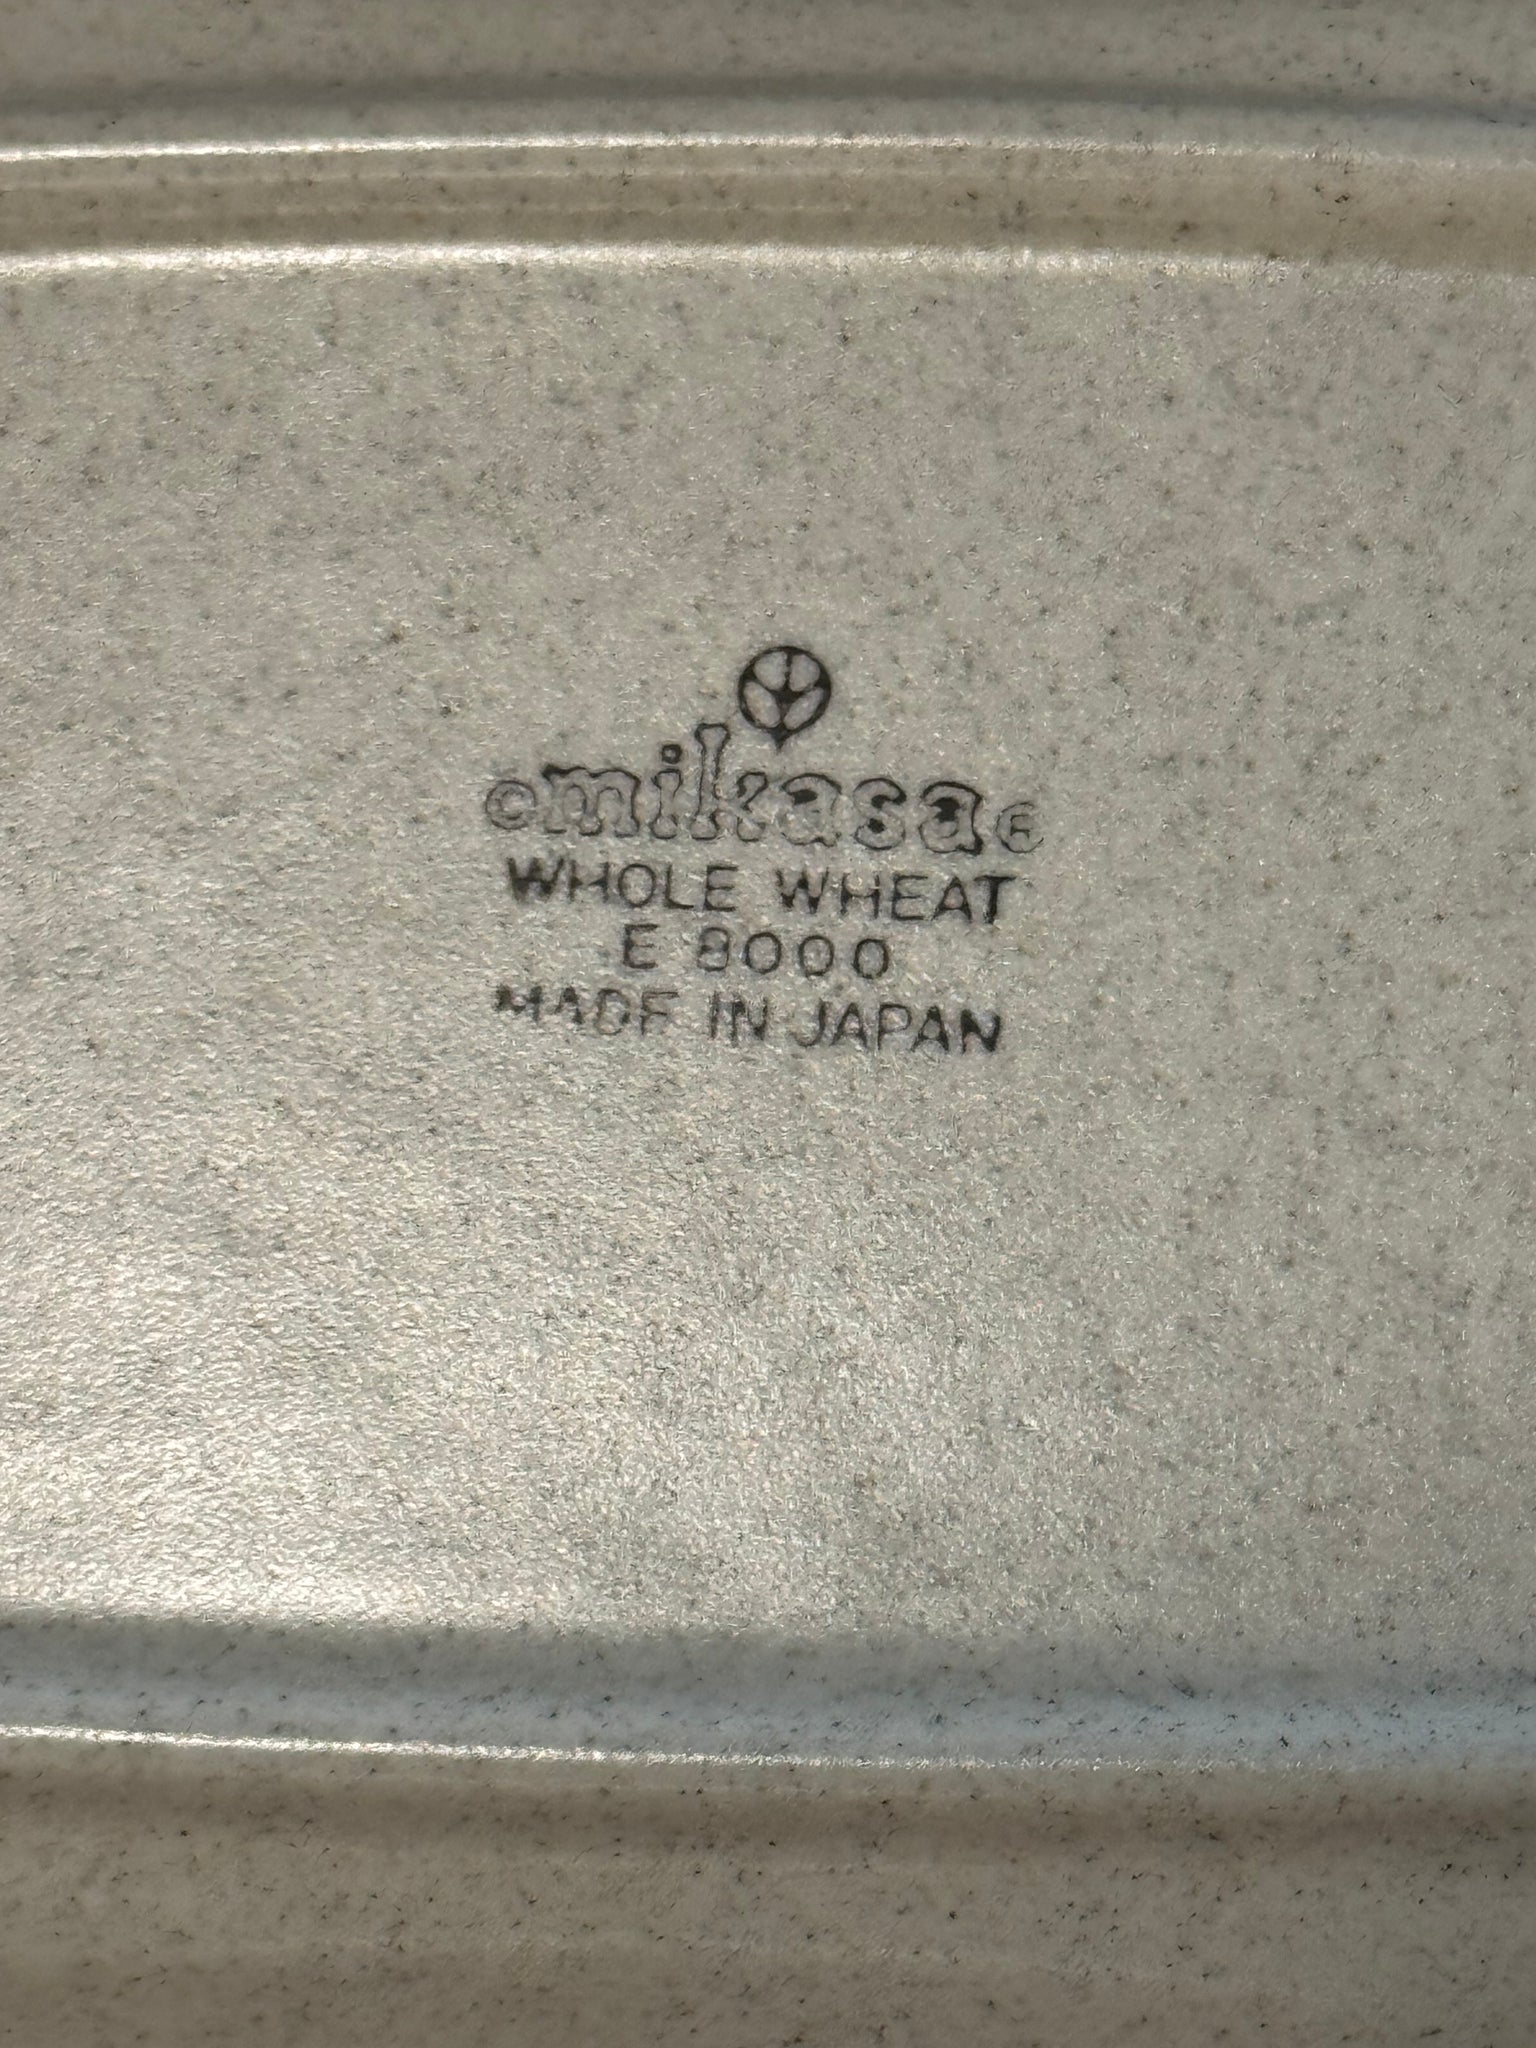 ©mikasa®
WHOLE WHEAT
E 8000
MADE IN JAPAN